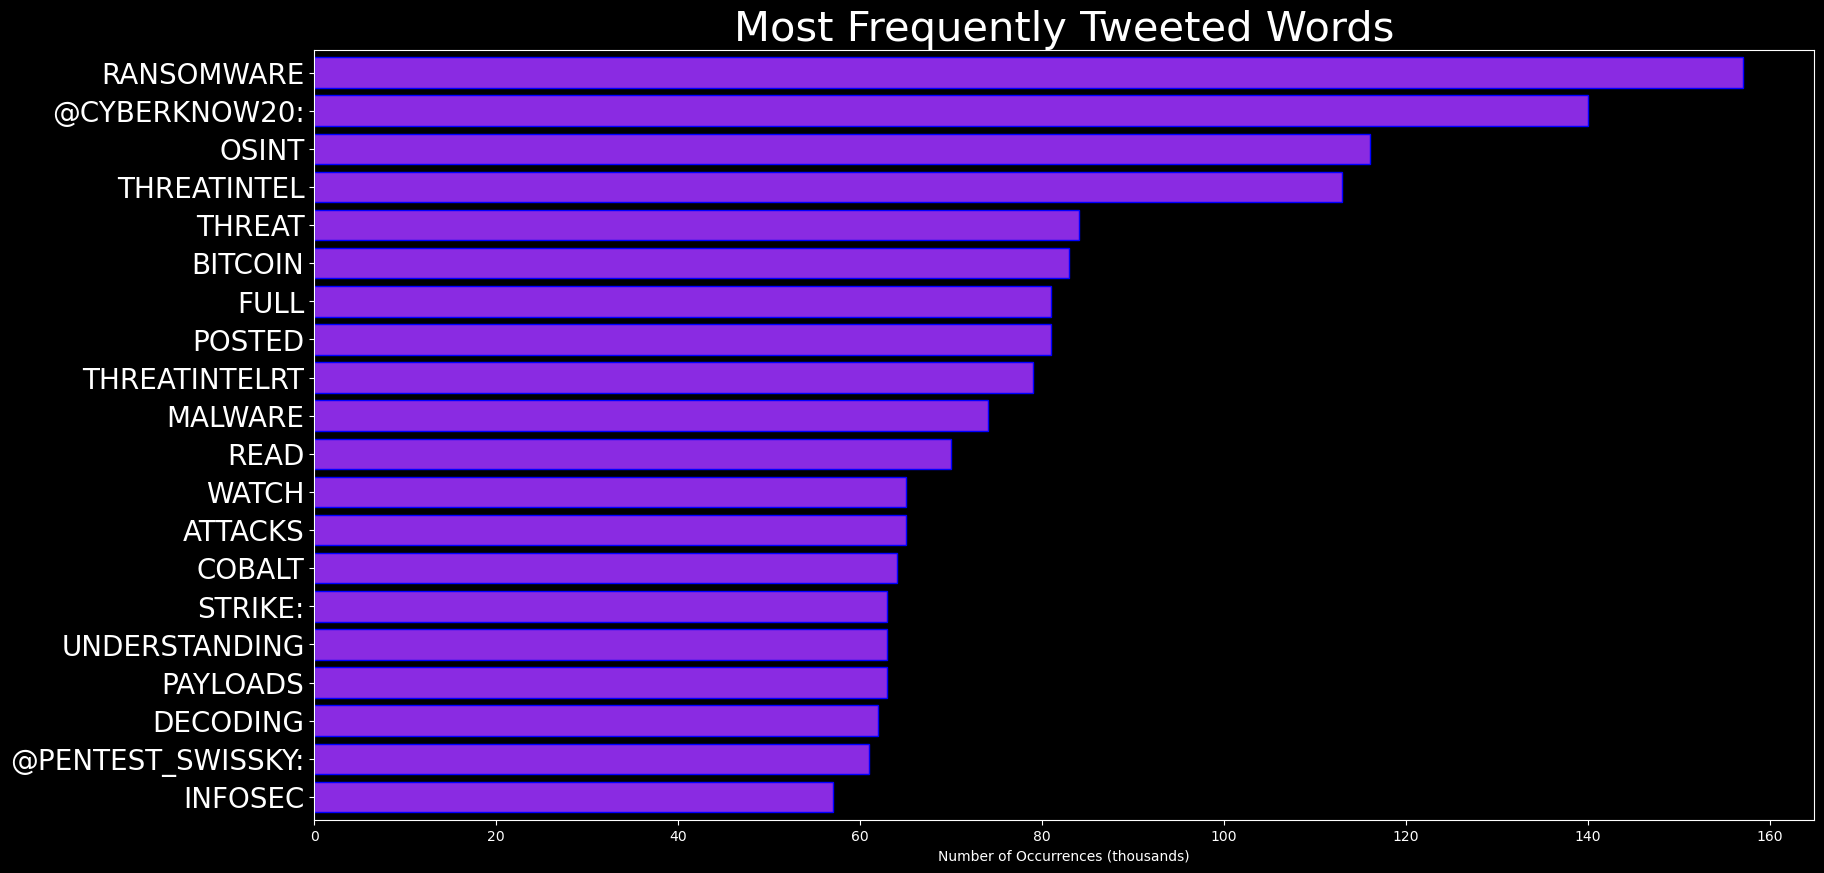 Most Frequently Tweeted Words
RANSOMWARE
@CYBERKNOW20:
OSINT
THREATINTEL
THREAT
BITCOIN
FULL
POSTED
THREATINTELRT
MALWARE
READ
WATCH
ATTACKS
COBALT
STRIKE:
UNDERSTANDING
PAYLOADS
DECODING
@PENTEST_SWISSKY:
INFOSEC
0 20 40 60 80 100 120 140 160
Number of Occurrences (thousands)